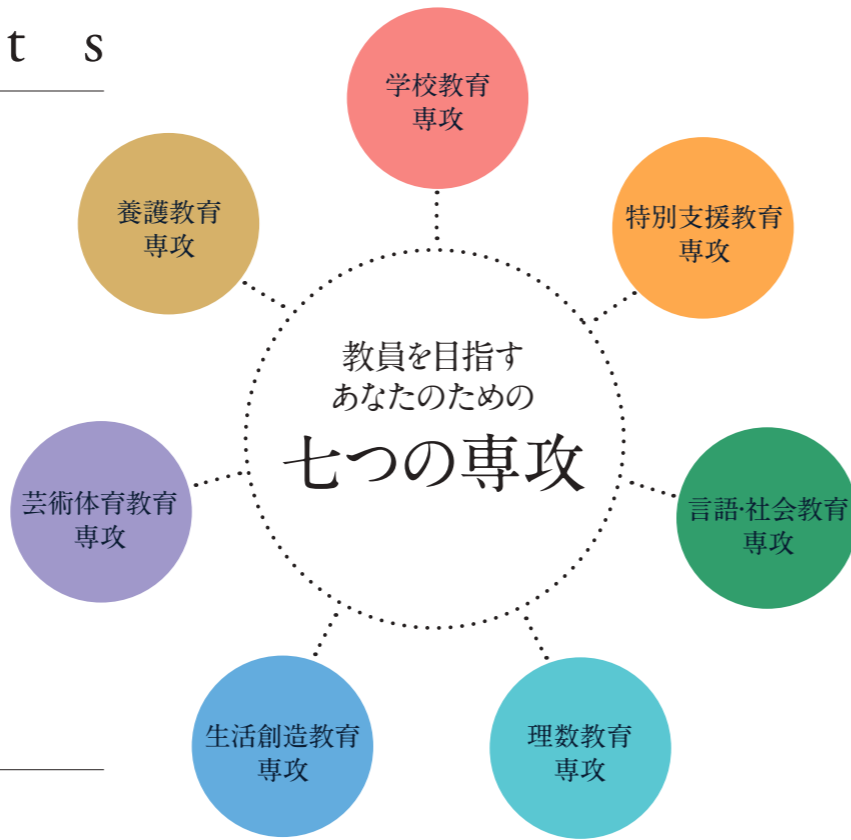 t s
学校教育
専攻
特別支援教育
専攻
言語・社会教育
専攻
理数教育
専攻
生活創造教育
専攻
芸術体育教育
専攻
養護教育
専攻
教員を目指す
あなたのための
七つの専攻